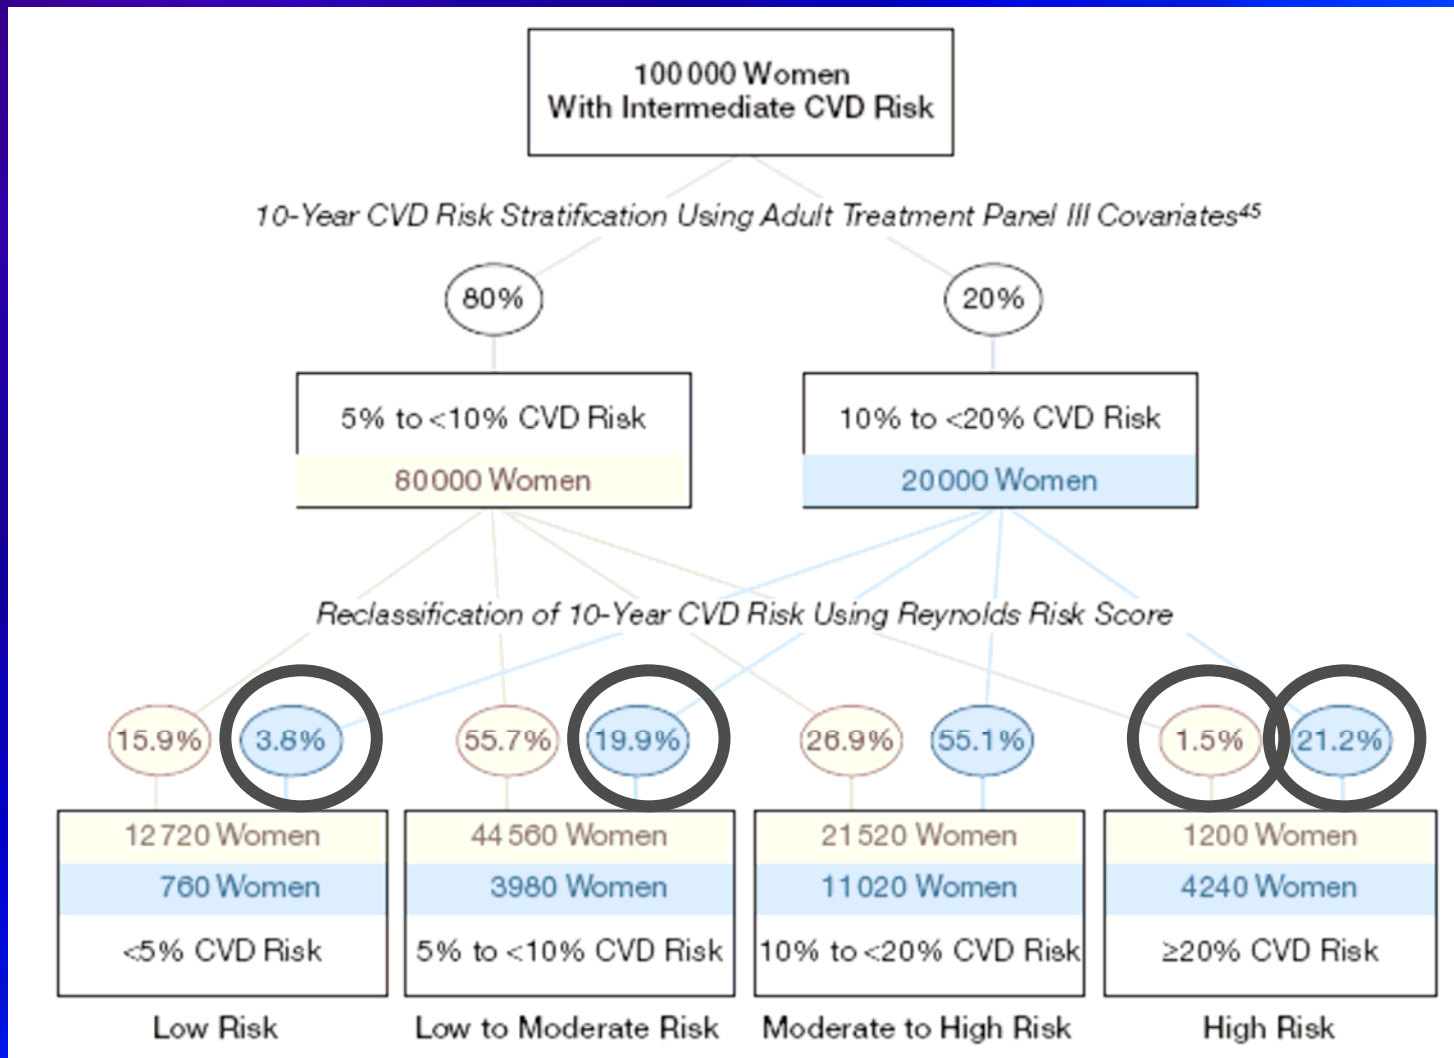 100 000 Women
With Intermediate CVD Risk
10-Year CVD Risk Stratification Using Adult Treatment Panel III Covariates⁴⁵
80%
20%
5% to <10% CVD Risk
80 000 Women
10% to <20% CVD Risk
20 000 Women
Reclassification of 10-Year CVD Risk Using Reynolds Risk Score
15.9%
3.8%
55.7%
19.9%
26.9%
55.1%
1.5%
21.2%
12 720 Women
760 Women
<5% CVD Risk
Low Risk
44 560 Women
3980 Women
5% to <10% CVD Risk
Low to Moderate Risk
21 520 Women
11 020 Women
10% to <20% CVD Risk
Moderate to High Risk
1200 Women
4240 Women
≥20% CVD Risk
High Risk